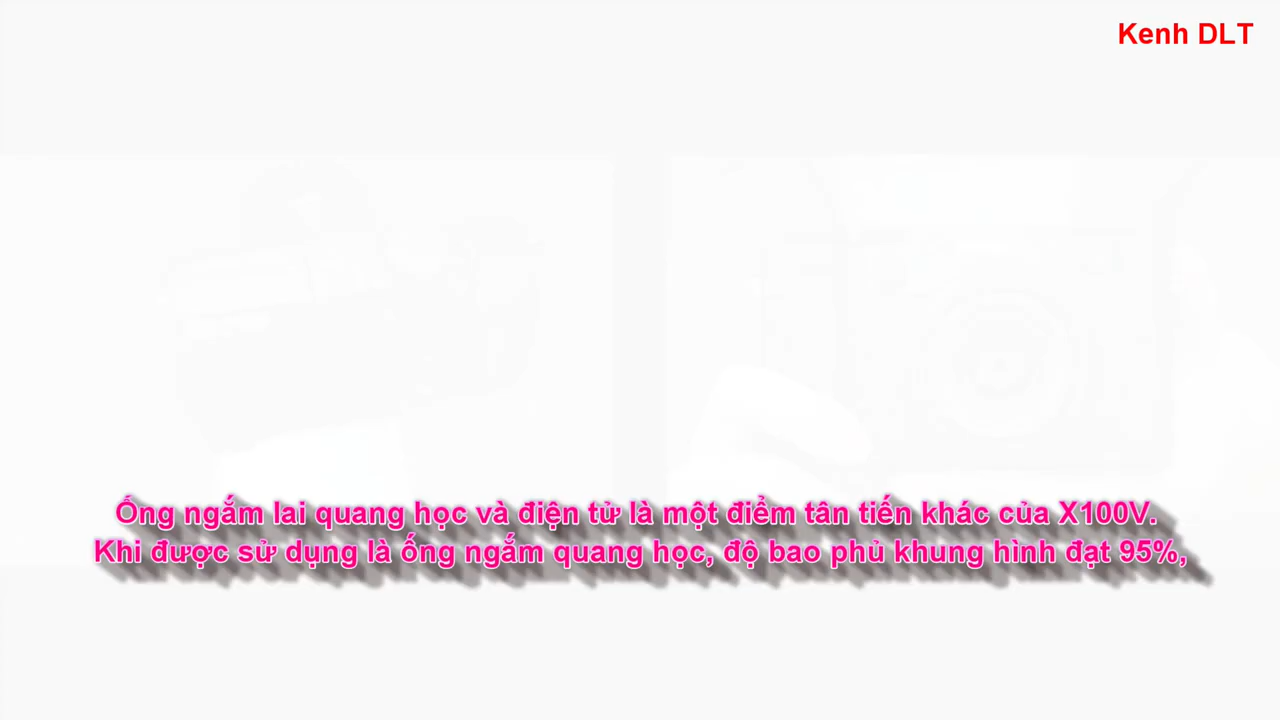 Kenh DLT
Ống ngắm lai quang học và điện tử là một điểm tân tiến khác của X100V.
Khi được sử dụng là ống ngắm quang học, độ bao phủ khung hình đạt 95%,